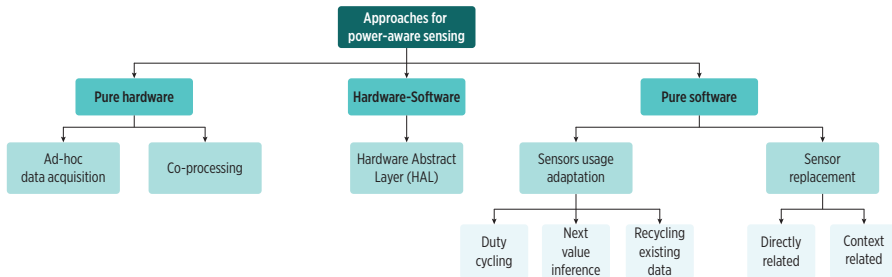 Approaches for
power-aware sensing
Pure hardware
Hardware-Software
Pure software
Ad-hoc
data acquisition
Co-processing
Hardware Abstract
Layer (HAL)
Sensors usage
adaptation
Sensor
replacement
Duty
cycling
Next
value
inference
Recycling
existing
data
Directly
related
Context
related